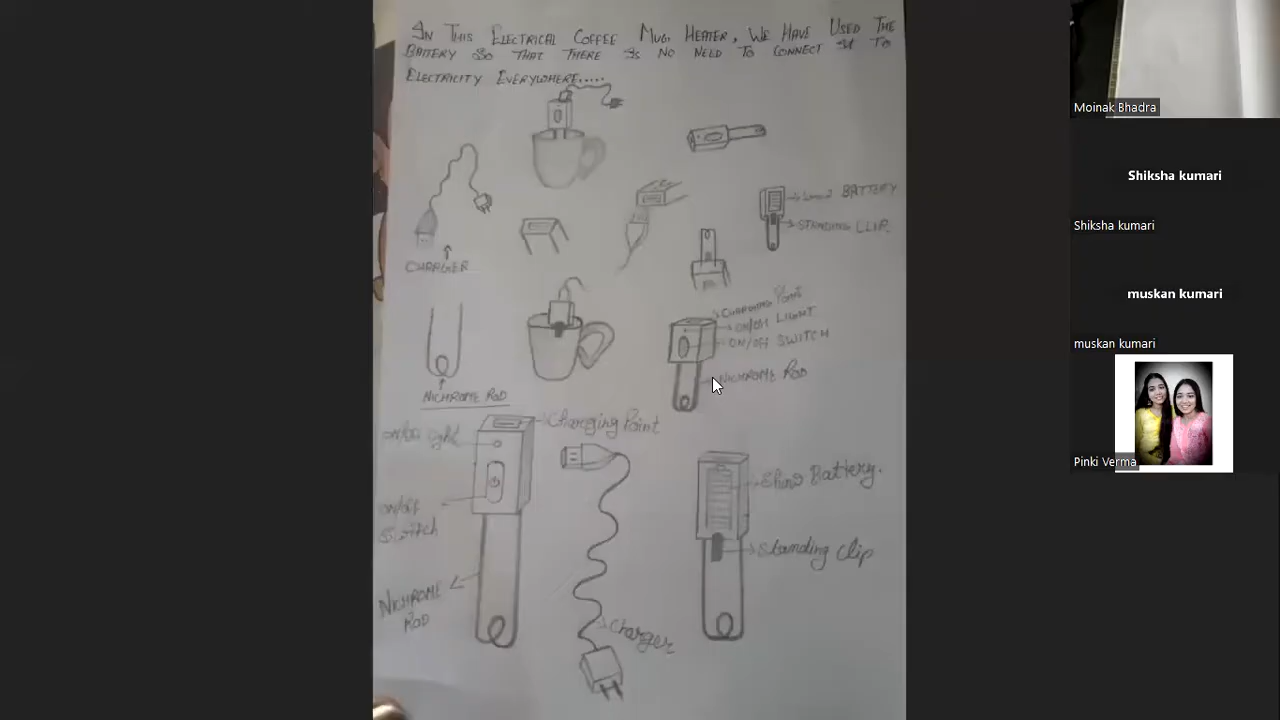 IN THIS ELECTRICAL COFFEE MUG HEATER, WE HAVE USED THE
BATTERY SO THAT THERE IS NO NEED TO CONNECT IT TO
ELECTRICITY EVERYWHERE.....
BATTERY
STANDING CLIP.
CHARGER
CHARGING POINT
ON/OFF LIGHT
ON/OFF SWITCH
NICHROME ROD
NICHROME ROD
Charging Point
on/off light
on/off
Switch
Show Battery.
Standing clip
NICHROME
ROD
Charger
Moinak Bhadra
Shiksha kumari
Shiksha kumari
muskan kumari
muskan kumari
Pinki Verma